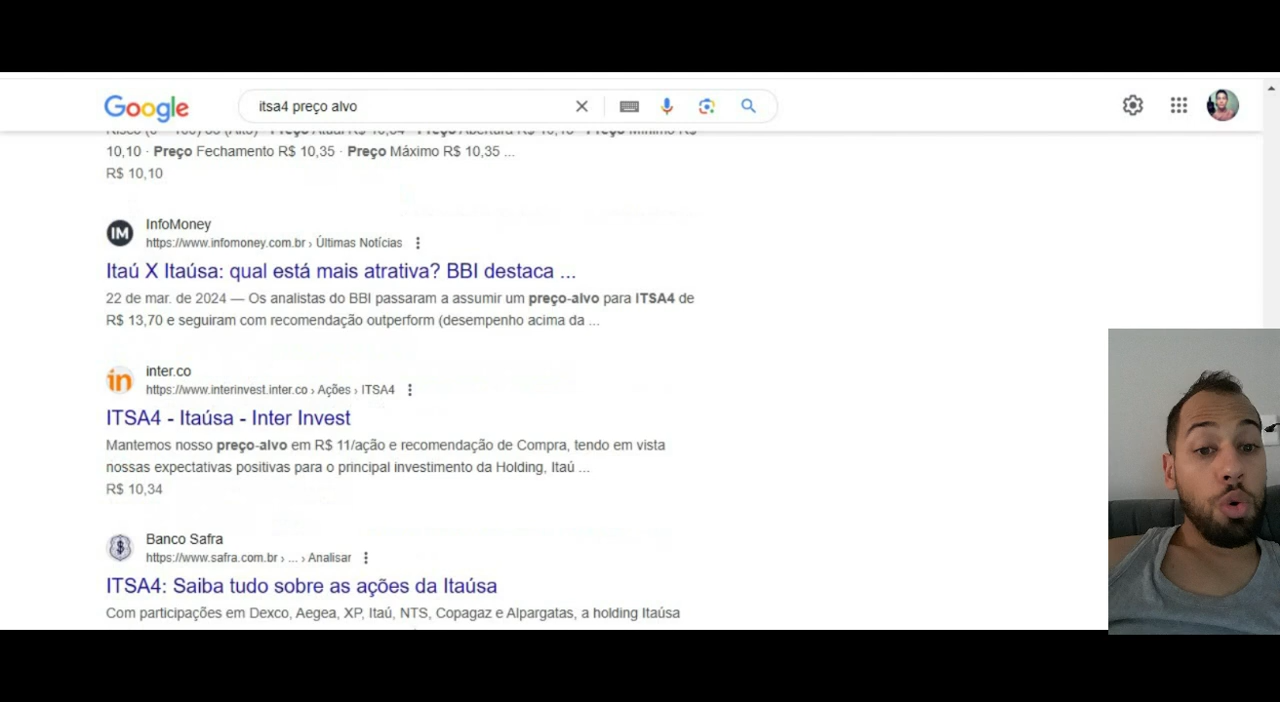 Google
itsa4 preço alvo
10,10 · Preço Fechamento R$ 10,35 · Preço Máximo R$ 10,35 ...
R$ 10,10
IM
InfoMoney
https://www.infomoney.com.br › Últimas Notícias
Itaú X Itaúsa: qual está mais atrativa? BBI destaca ...
22 de mar. de 2024 — Os analistas do BBI passaram a assumir um preço-alvo para ITSA4 de
R$ 13,70 e seguiram com recomendação outperform (desempenho acima da ...
in
inter.co
https://www.interinvest.inter.co › Ações › ITSA4
ITSA4 - Itaúsa - Inter Invest
Mantemos nosso preço-alvo em R$ 11/ação e recomendação de Compra, tendo em vista
nossas expectativas positivas para o principal investimento da Holding, Itaú ...
R$ 10,34
Banco Safra
https://www.safra.com.br › ... › Analisar
ITSA4: Saiba tudo sobre as ações da Itaúsa
Com participações em Dexco, Aegea, XP, Itaú, NTS, Copagaz e Alpargatas, a holding Itaúsa